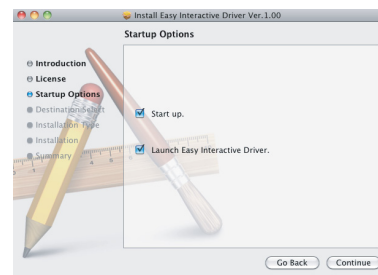 Install Easy Interactive Driver Ver.1.00
Startup Options
Introduction
License
Startup Options
Destination Select
Installation Type
Installation
Summary
Start up.
Launch Easy Interactive Driver.
Go Back
Continue